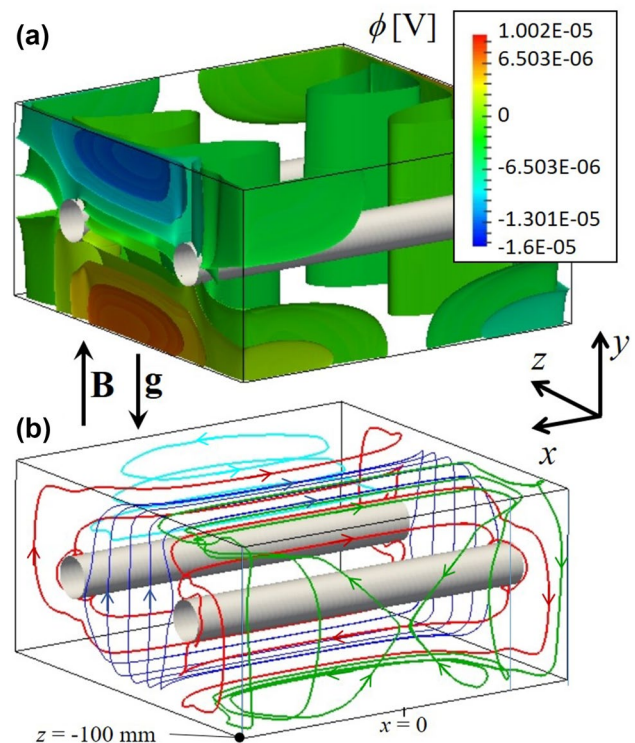 (a)
ϕ [V]
1.002E-05
6.503E-06
0
-6.503E-06
-1.301E-05
-1.6E-05
B
g
y
z
x
(b)
z = -100 mm
x = 0